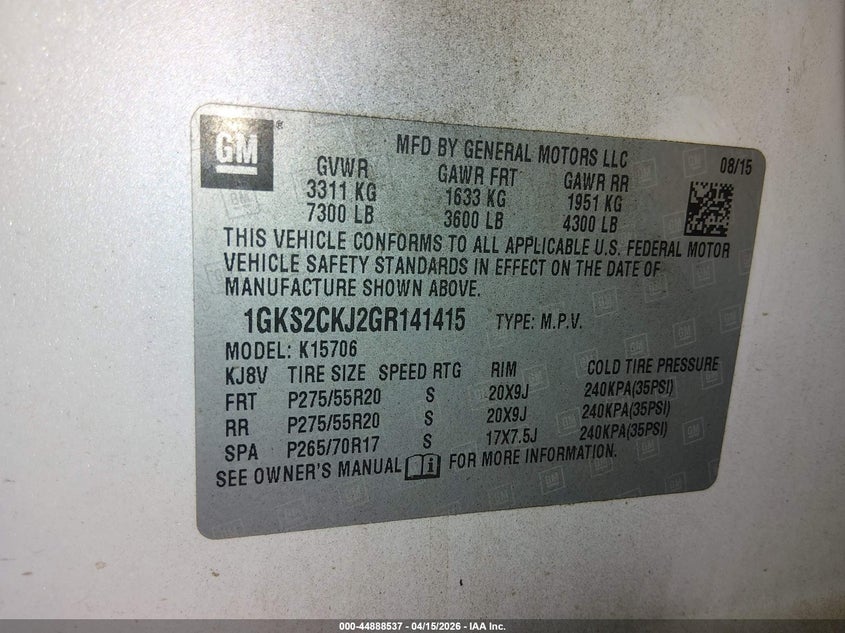 GM ®
MFD BY GENERAL MOTORS LLC 08/15
GVWR GAWR FRT GAWR RR
3311 KG 1633 KG 1951 KG
7300 LB 3600 LB 4300 LB
THIS VEHICLE CONFORMS TO ALL APPLICABLE U.S. FEDERAL MOTOR
VEHICLE SAFETY STANDARDS IN EFFECT ON THE DATE OF
MANUFACTURE SHOWN ABOVE.
1GKS2CKJ2GR141415 TYPE: M.P.V.
MODEL: K15706
KJ8V TIRE SIZE SPEED RTG RIM COLD TIRE PRESSURE
FRT P275/55R20 S 20X9J 240KPA(35PSI)
RR P275/55R20 S 20X9J 240KPA(35PSI)
SPA P265/70R17 S 17X7.5J 240KPA(35PSI)
SEE OWNER'S MANUAL FOR MORE INFORMATION.
000-44888537 - 04/15/2026 - IAA Inc.